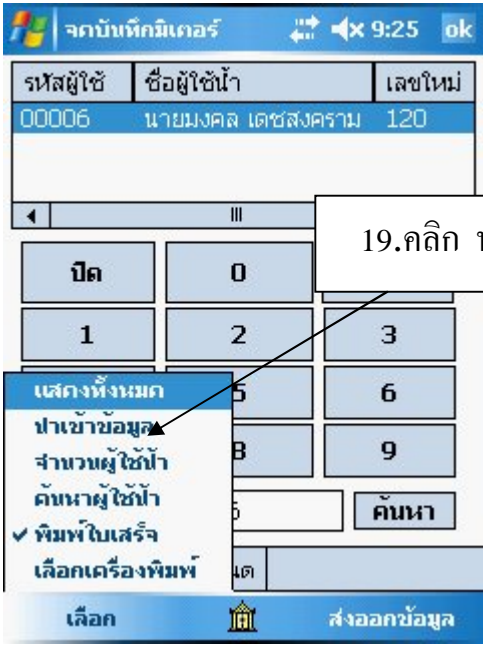 จดบันทึกมิเตอร์ 9:25 ok
รหัสผู้ใช้ ชื่อผู้ใช้น้ำ เลขใหม่
00006 นายมงคล เดชสงคราม 120
19.คลิก
ปิด 0
1 2 3
5 6
8 9
ค้นหา
แสดงทั้งหมด
นำเข้าข้อมูล
จำนวนผู้ใช้น้ำ
ค้นหาผู้ใช้น้ำ
✓ พิมพ์ใบเสร็จ
เลือกเครื่องพิมพ์
เลือก ส่งออกข้อมูล